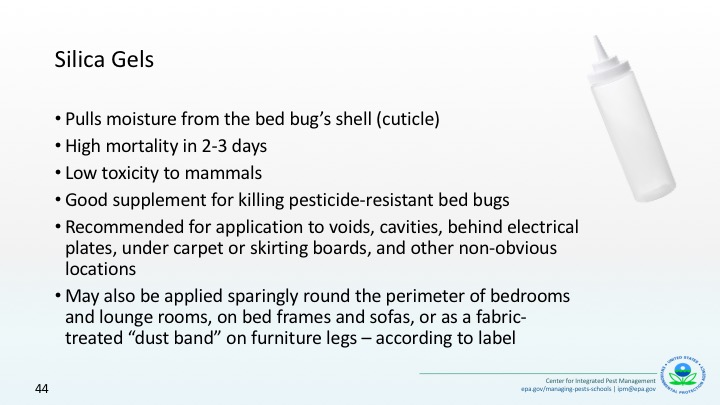 Silica Gels
• Pulls moisture from the bed bug’s shell (cuticle)
• High mortality in 2-3 days
• Low toxicity to mammals
• Good supplement for killing pesticide-resistant bed bugs
• Recommended for application to voids, cavities, behind electrical
plates, under carpet or skirting boards, and other non-obvious
locations
• May also be applied sparingly round the perimeter of bedrooms
and lounge rooms, on bed frames and sofas, or as a fabric-
treated “dust band” on furniture legs – according to label
44
Center for Integrated Pest Management
epa.gov/managing-pests-schools | ipm@epa.gov
UNITED STATES